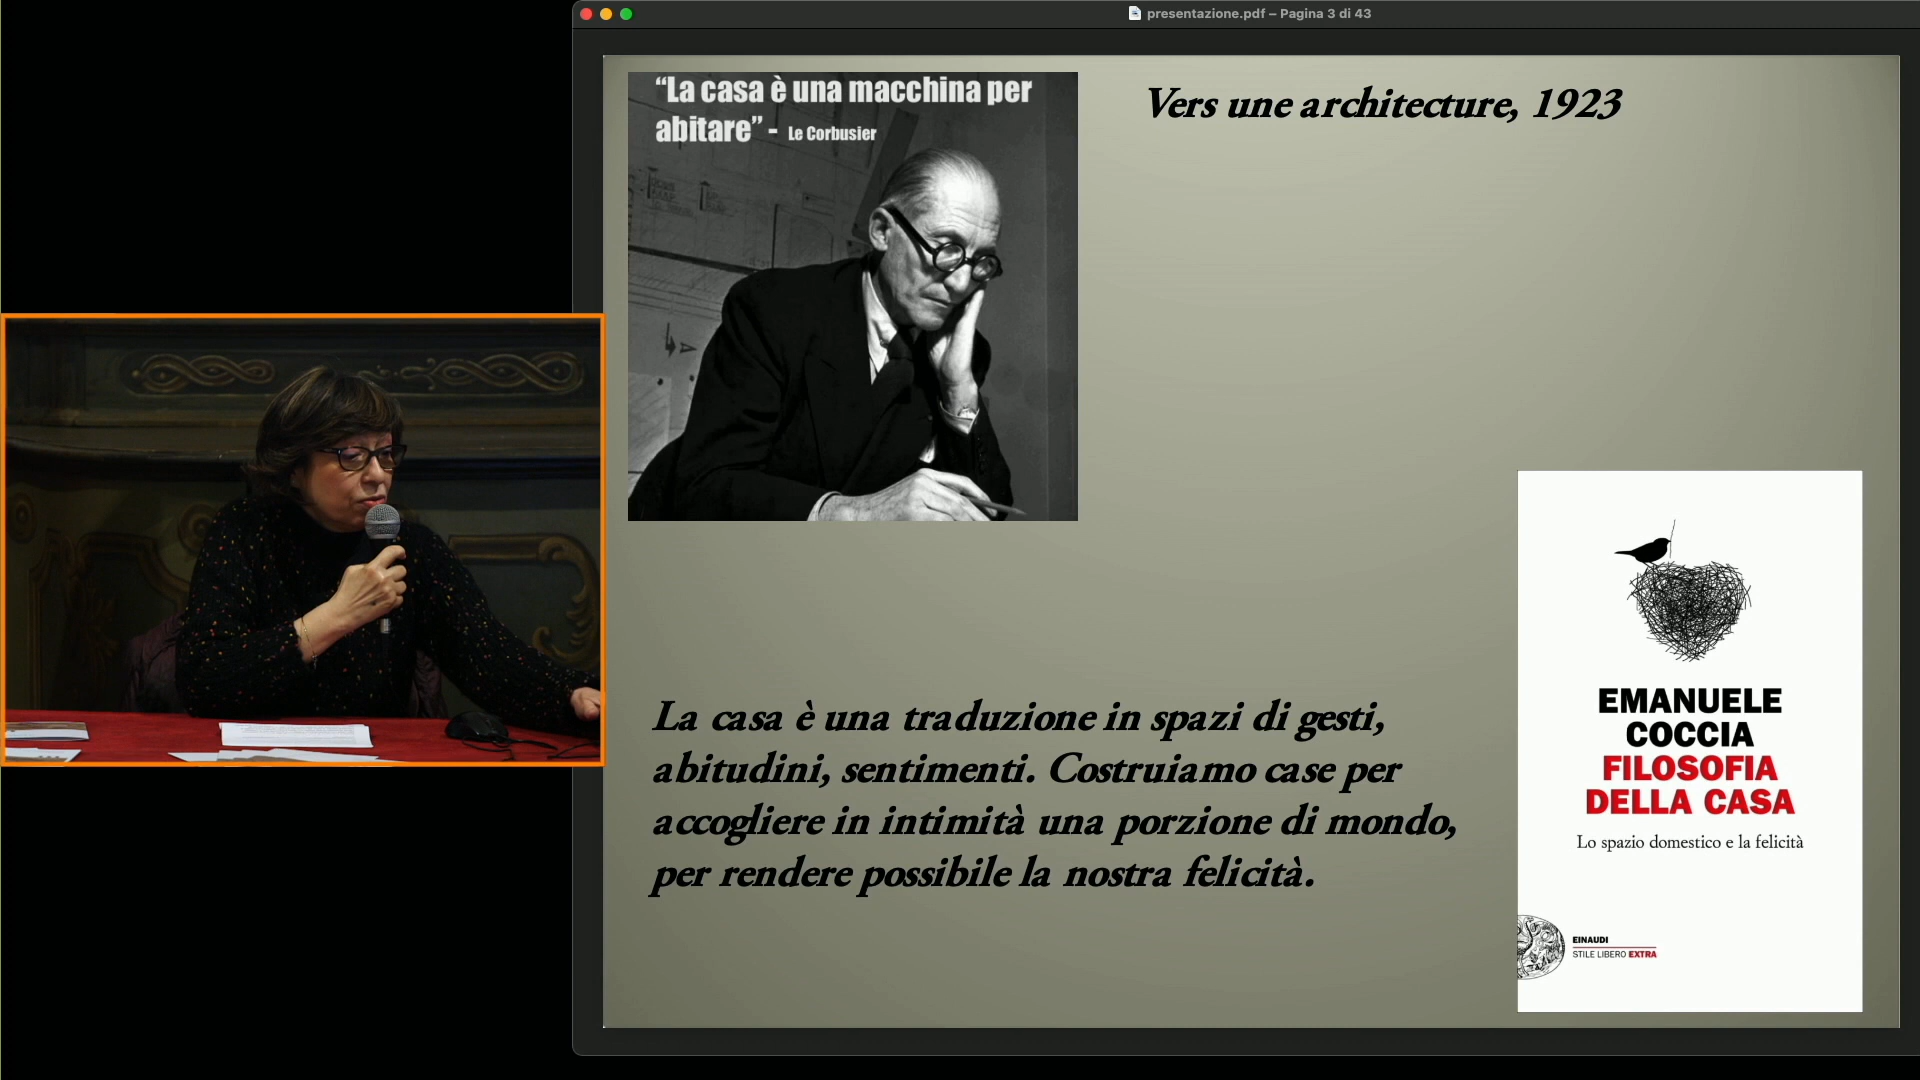 presentazione.pdf – Pagina 3 di 43
“La casa è una macchina per
abitare” - Le Corbusier
Vers une architecture, 1923
La casa è una traduzione in spazi di gesti,
abitudini, sentimenti. Costruiamo case per
accogliere in intimità una porzione di mondo,
per rendere possibile la nostra felicità.
EMANUELE
COCCIA
FILOSOFIA
DELLA CASA
Lo spazio domestico e la felicità
EINAUDI
STILE LIBERO EXTRA